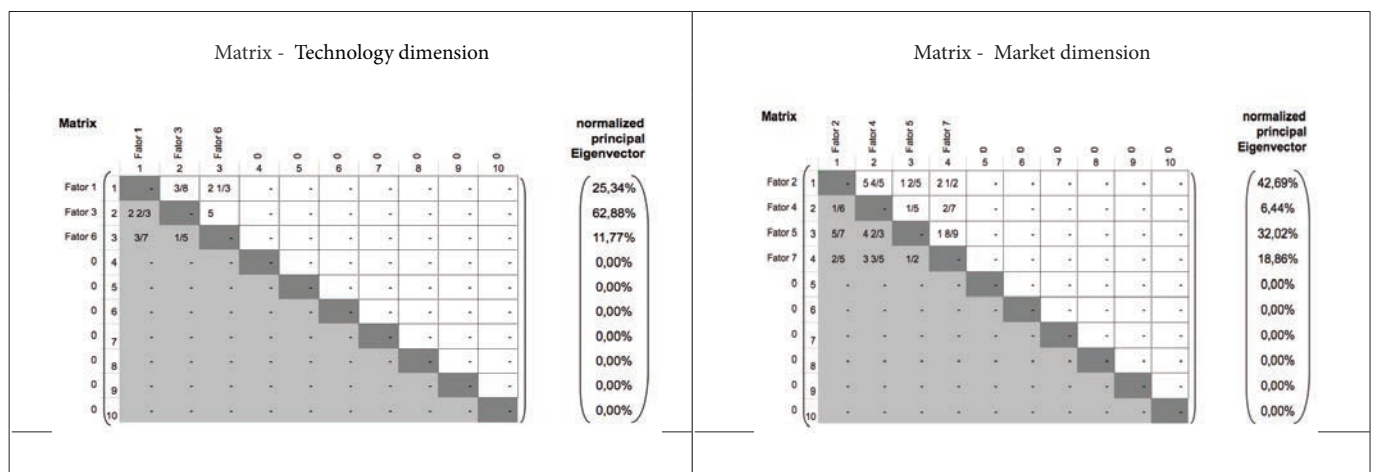 Matrix - Technology dimension
Matrix
Fator 1 Fator 3 Fator 6 0 0 0 0 0 0 0
normalized
principal
Eigenvector
1 2 3 4 5 6 7 8 9 10
Fator 1 1 - 3/8 2 1/3 - - - - - - - 25,34%
Fator 3 2 2 2/3 - 5 - - - - - - - 62,88%
Fator 6 3 3/7 1/5 - - - - - - - - 11,77%
0 4 - - - - - - - - - - 0,00%
0 5 - - - - - - - - - - 0,00%
0 6 - - - - - - - - - - 0,00%
0 7 - - - - - - - - - - 0,00%
0 8 - - - - - - - - - - 0,00%
0 9 - - - - - - - - - - 0,00%
0 10 - - - - - - - - - - 0,00%
Matrix - Market dimension
Matrix
Fator 2 Fator 4 Fator 5 Fator 7 0 0 0 0 0 0
normalized
principal
Eigenvector
1 2 3 4 5 6 7 8 9 10
Fator 2 1 - 5 4/5 1 2/5 2 1/2 - - - - - - 42,69%
Fator 4 2 1/6 - 1/5 2/7 - - - - - - 6,44%
Fator 5 3 5/7 4 2/3 - 1 8/9 - - - - - - 32,02%
Fator 7 4 2/5 3 3/5 1/2 - - - - - - - 18,86%
0 5 - - - - - - - - - - 0,00%
0 6 - - - - - - - - - - 0,00%
0 7 - - - - - - - - - - 0,00%
0 8 - - - - - - - - - - 0,00%
0 9 - - - - - - - - - - 0,00%
0 10 - - - - - - - - - - 0,00%